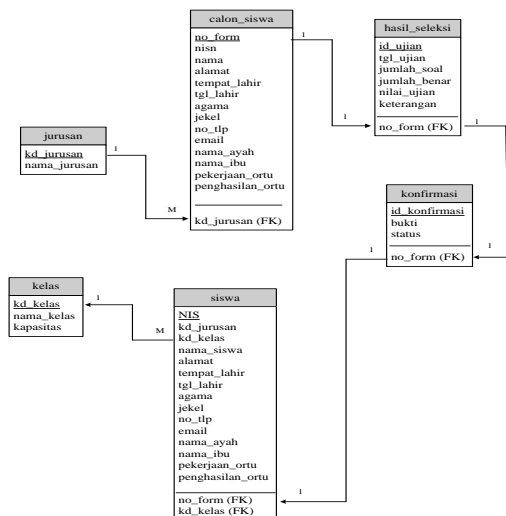 calon_siswa
no_form
nisn
nama
alamat
tempat_lahir
tgl_lahir
agama
jekel
no_tlp
email
nama_ayah
nama_ibu
pekerjaan_ortu
penghasilan_ortu
kd_jurusan (FK)
hasil_seleksi
id_ujian
tgl_ujian
jumlah_soal
jumlah_benar
nilai_ujian
keterangan
no_form (FK)
1
1
1
jurusan
kd_jurusan
nama_jurusan
1
M
konfirmasi
id_konfirmasi
bukti
status
no_form (FK)
1
1
kelas
kd_kelas
nama_kelas
kapasitas
1
M
siswa
NIS
kd_jurusan
kd_kelas
nama_siswa
alamat
tempat_lahir
tgl_lahir
agama
jekel
no_tlp
email
nama_ayah
nama_ibu
pekerjaan_ortu
penghasilan_ortu
no_form (FK)
kd_kelas (FK)
1